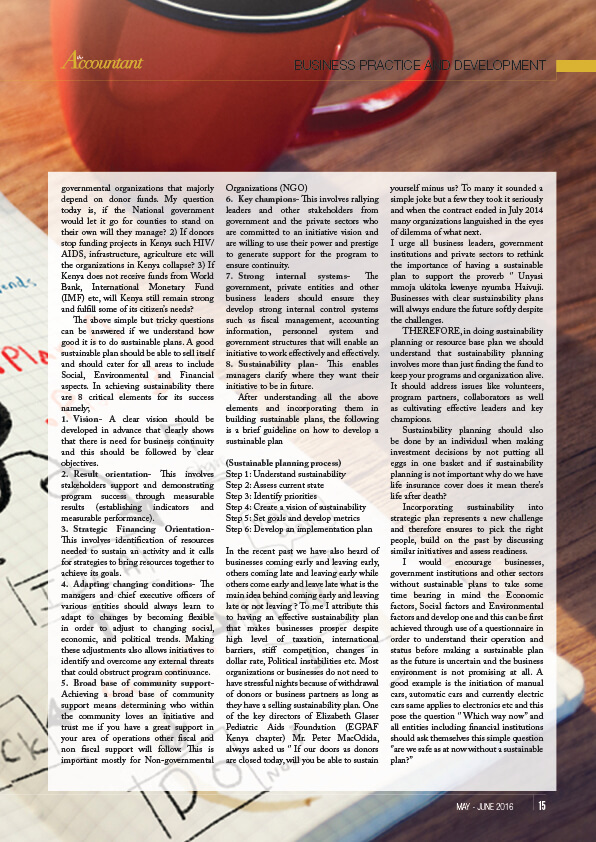 the
Accountant
BUSINESS PRACTICE AND DEVELOPMENT
governmental organizations that majorly
depend on donor funds. My question
today is, if the National government
would let it go for counties to stand on
their own will they manage? 2) If donors
stop funding projects in Kenya such HIV/
AIDS, infrastructure, agriculture etc will
the organizations in Kenya collapse? 3) If
Kenya does not receive funds from World
Bank, International Monetary Fund
(IMF) etc, will Kenya still remain strong
and fulfill some of its citizen's needs?
The above simple but tricky questions
can be answered if we understand how
good it is to do sustainable plans. A good
sustainable plan should be able to sell itself
and should cater for all areas to include
Social, Environmental and Financial
aspects. In achieving sustainability there
are 8 critical elements for its success
namely;
1. Vision- A clear vision should be
developed in advance that clearly shows
that there is need for business continuity
and this should be followed by clear
objectives.
2. Result orientation- This involves
stakeholders support and demonstrating
program success through measurable
results (establishing indicators and
measurable performance).
3. Strategic Financing Orientation-
This involves identification of resources
needed to sustain an activity and it calls
for strategies to bring resources together to
achieve its goals.
4. Adapting changing conditions- The
managers and chief executive officers of
various entities should always learn to
adapt to changes by becoming flexible
in order to adjust to changing social,
economic, and political trends. Making
these adjustments also allows initiatives to
identify and overcome any external threats
that could obstruct program continuance.
5. Broad base of community support-
Achieving a broad base of community
support means determining who within
the community loves an initiative and
trust me if you have a great support in
your area of operations other fiscal and
non fiscal support will follow. This is
important mostly for Non-governmental
Organizations (NGO)
6. Key champions- This involves rallying
leaders and other stakeholders from
government and the private sectors who
are committed to an initiative vision and
are willing to use their power and prestige
to generate support for the program to
ensure continuity.
7. Strong internal systems- The
government, private entities and other
business leaders should ensure they
develop strong internal control systems
such as fiscal management, accounting
information, personnel system and
government structures that will enable an
initiative to work effectively and effectively.
8. Sustainability plan- This enables
managers clarify where they want their
initiative to be in future.
After understanding all the above
elements and incorporating them in
building sustainable plans, the following
is a brief guideline on how to develop a
sustainable plan
(Sustainable planning process)
Step 1: Understand sustainability
Step 2: Assess current state
Step 3: Identify priorities
Step 4: Create a vision of sustainability
Step 5: Set goals and develop metrics
Step 6: Develop an implementation plan
In the recent past we have also heard of
businesses coming early and leaving early,
others coming late and leaving early while
others come early and leave late what is the
main idea behind coming early and leaving
late or not leaving ? To me I attribute this
to having an effective sustainability plan
that makes businesses prosper despite
high level of taxation, international
barriers, stiff competition, changes in
dollar rate, Political instabilities etc. Most
organizations or businesses do not need to
have stressful nights because of withdrawal
of donors or business partners as long as
they have a selling sustainability plan. One
of the key directors of Elizabeth Glaser
Pediatric Aids Foundation (EGPAF
Kenya chapter) Mr. Peter MacOdida,
always asked us " If our doors as donors
are closed today, will you be able to sustain
yourself minus us? To many it sounded a
simple joke but a few they took it seriously
and when the contract ended in July 2014
many organizations languished in the eyes
of dilemma of what next.
I urge all business leaders, government
institutions and private sectors to rethink
the importance of having a sustainable
plan to support the proverb " Unyasi
mmoja ukitoka kwenye nyumba Haivuji.
Businesses with clear sustainability plans
will always endure the future softly despite
the challenges.
THEREFORE, in doing sustainability
planning or resource base plan we should
understand that sustainability planning
involves more than just finding the fund to
keep your programs and organization alive.
It should address issues like volunteers,
program partners, collaborators as well
as cultivating effective leaders and key
champions.
Sustainability planning should also
be done by an individual when making
investment decisions by not putting all
eggs in one basket and if sustainability
planning is not important why do we have
life insurance cover does it mean there's
life after death?
Incorporating sustainability into
strategic plan represents a new challenge
and therefore ensures to pick the right
people, build on the past by discussing
similar initiatives and assess readiness.
I would encourage businesses,
government institutions and other sectors
without sustainable plans to take some
time bearing in mind the Economic
factors, Social factors and Environmental
factors and develop one and this can be first
achieved through use of a questionnaire in
order to understand their operation and
status before making a sustainable plan
as the future is uncertain and the business
environment is not promising at all. A
good example is the initiation of manual
cars, automatic cars and currently electric
cars same applies to electronics etc and this
pose the question " Which way now" and
all entities including financial institutions
should ask themselves this simple question
"are we safe as at now without a sustainable
plan?"
MAY - JUNE 2016 15